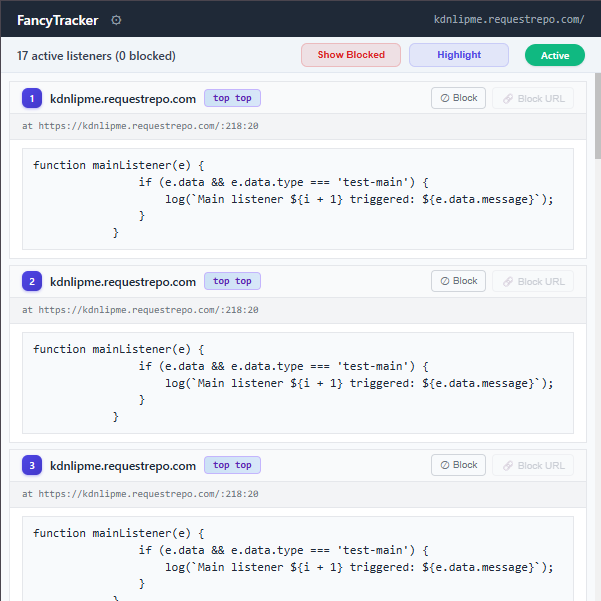 FancyTracker kdnlipme.requestrepo.com/
17 active listeners (0 blocked) Show Blocked Highlight Active
1 kdnlipme.requestrepo.com top top Block Block URL
at https://kdnlipme.requestrepo.com/:218:20
function mainListener(e) {
if (e.data && e.data.type === 'test-main') {
log(`Main listener ${i + 1} triggered: ${e.data.message}`);
}
}
2 kdnlipme.requestrepo.com top top Block Block URL
at https://kdnlipme.requestrepo.com/:218:20
function mainListener(e) {
if (e.data && e.data.type === 'test-main') {
log(`Main listener ${i + 1} triggered: ${e.data.message}`);
}
}
3 kdnlipme.requestrepo.com top top Block Block URL
at https://kdnlipme.requestrepo.com/:218:20
function mainListener(e) {
if (e.data && e.data.type === 'test-main') {
log(`Main listener ${i + 1} triggered: ${e.data.message}`);
}
}